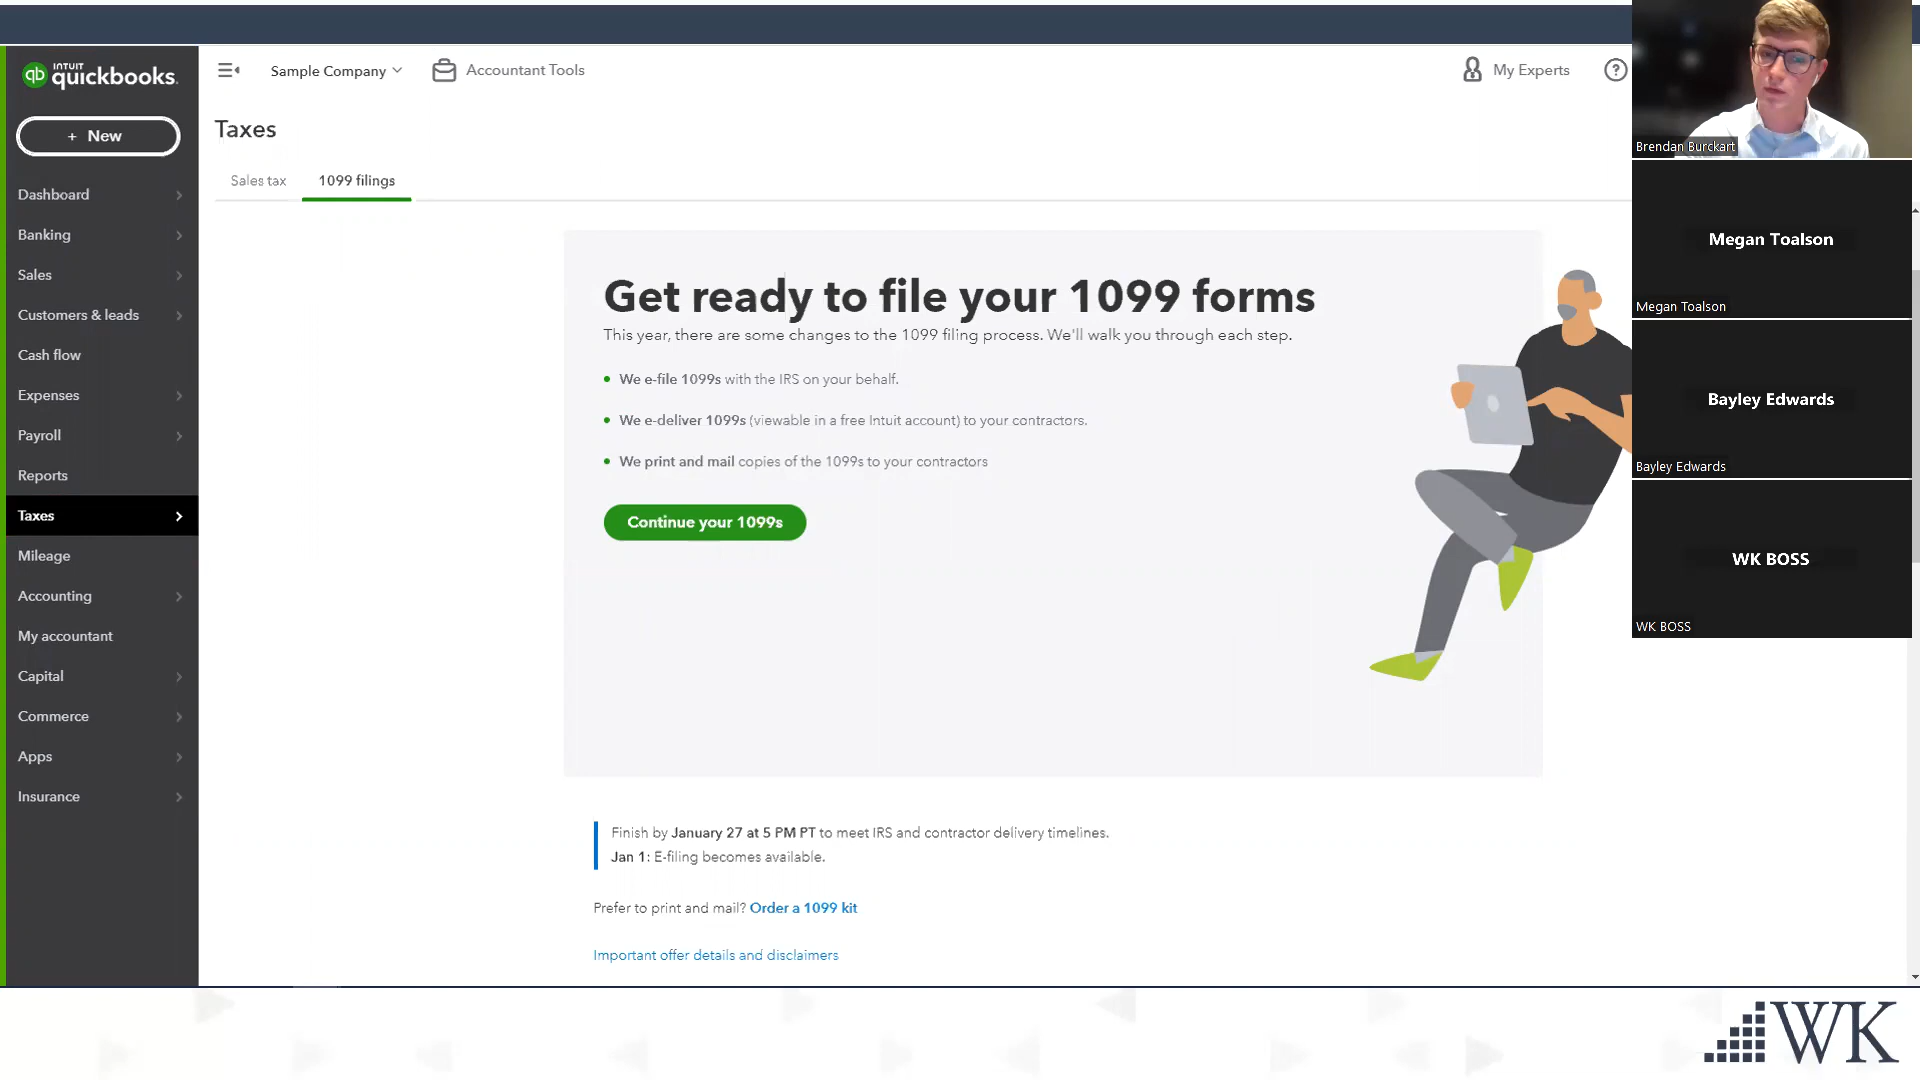 INTUIT
quickbooks.
+ New
Dashboard
Banking
Sales
Customers & leads
Cash flow
Expenses
Payroll
Reports
Taxes
Mileage
Accounting
My accountant
Capital
Commerce
Apps
Insurance
Sample Company
Accountant Tools
My Experts
?
Taxes
Sales tax
1099 filings
Get ready to file your 1099 forms
This year, there are some changes to the 1099 filing process. We'll walk you through each step.
• We e-file 1099s with the IRS on your behalf.
• We e-deliver 1099s (viewable in a free Intuit account) to your contractors.
• We print and mail copies of the 1099s to your contractors
Continue your 1099s
Finish by January 27 at 5 PM PT to meet IRS and contractor delivery timelines.
Jan 1: E-filing becomes available.
Prefer to print and mail? Order a 1099 kit
Important offer details and disclaimers
Brendan Burckart
Megan Toalson
Megan Toalson
Bayley Edwards
Bayley Edwards
WK BOSS
WK BOSS
WK